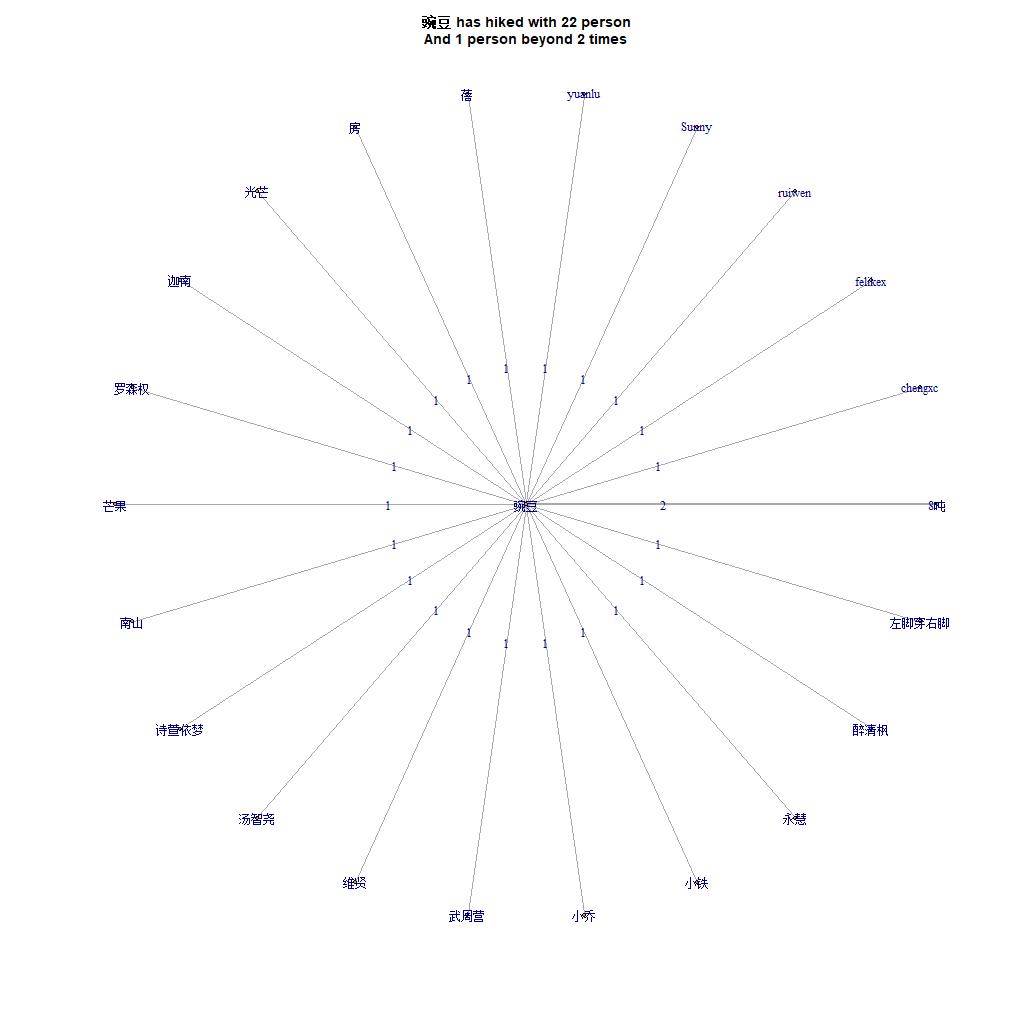 豌豆 has hiked with 22 person
And 1 person beyond 2 times
蓓
yuanlu
房
Sunny
光芒
ruiwen
迦南
felikex
罗森权
chengxc
1
1
1
1
1
1
1
1
1
1
芒果
1
豌豆
2
8吨
1
1
1
1
1
1
1
1
1
1
南山
左脚穿右脚
诗萱依梦
醉清枫
汤智尧
永慧
维贤
小铁
武周营
小乔